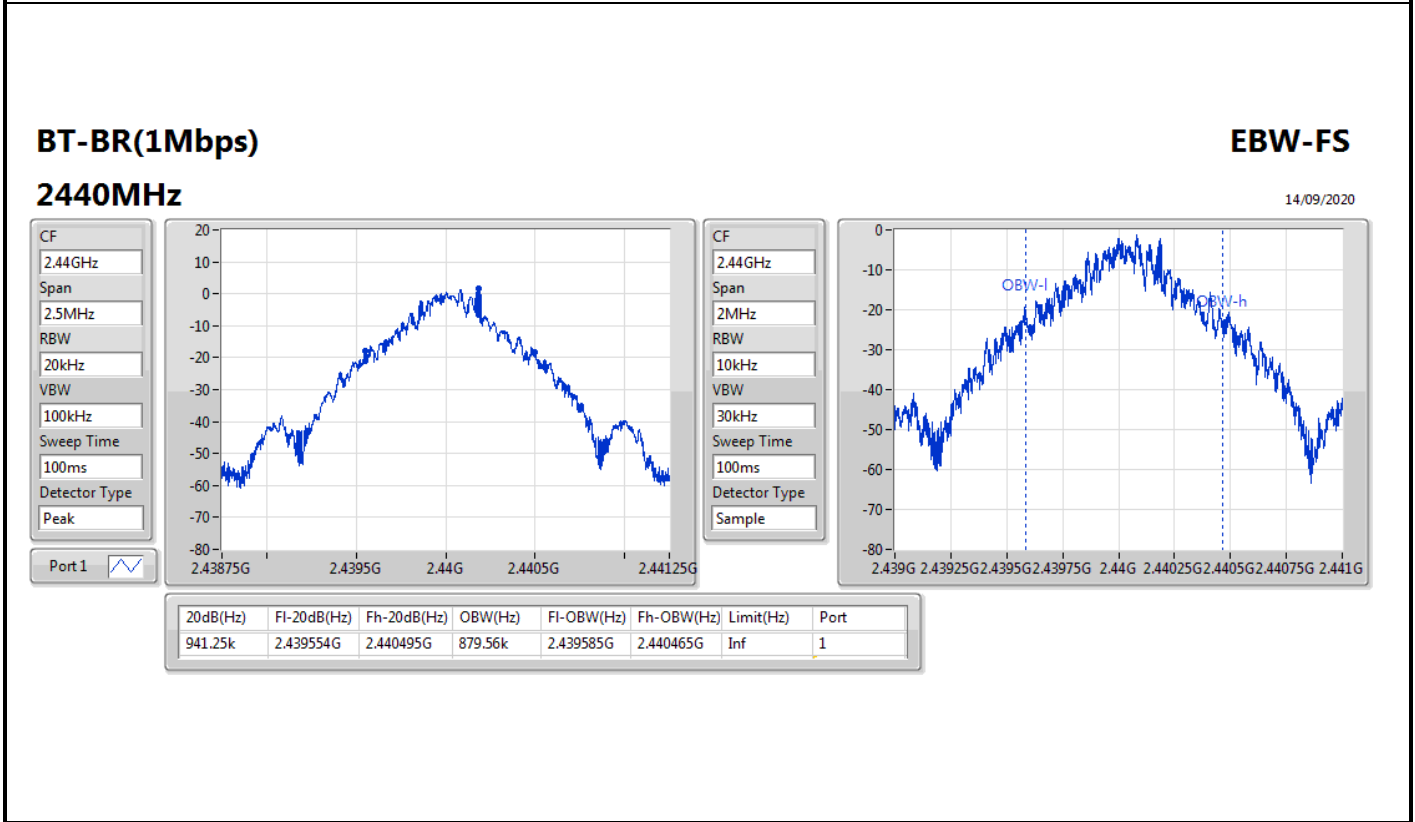 BT-BR(1Mbps)
EBW-FS
2440MHz
14/09/2020
CF
2.44GHz
Span
2.5MHz
RBW
20kHz
VBW
100kHz
Sweep Time
100ms
Detector Type
Peak
Port 1
20
10
0
-10
-20
-30
-40
-50
-60
-70
-80
2.43875G 2.4395G 2.44G 2.4405G 2.44125G
CF
2.44GHz
Span
2MHz
RBW
10kHz
VBW
30kHz
Sweep Time
100ms
Detector Type
Sample
0
-10
-20
-30
-40
-50
-60
-70
-80
OBW-l
OBW-h
2.439G 2.43925G 2.4395G 2.43975G 2.44G 2.44025G 2.4405G 2.44075G 2.441G
20dB(Hz) Fl-20dB(Hz) Fh-20dB(Hz) OBW(Hz) Fl-OBW(Hz) Fh-OBW(Hz) Limit(Hz) Port
941.25k 2.439554G 2.440495G 879.56k 2.439585G 2.440465G Inf 1